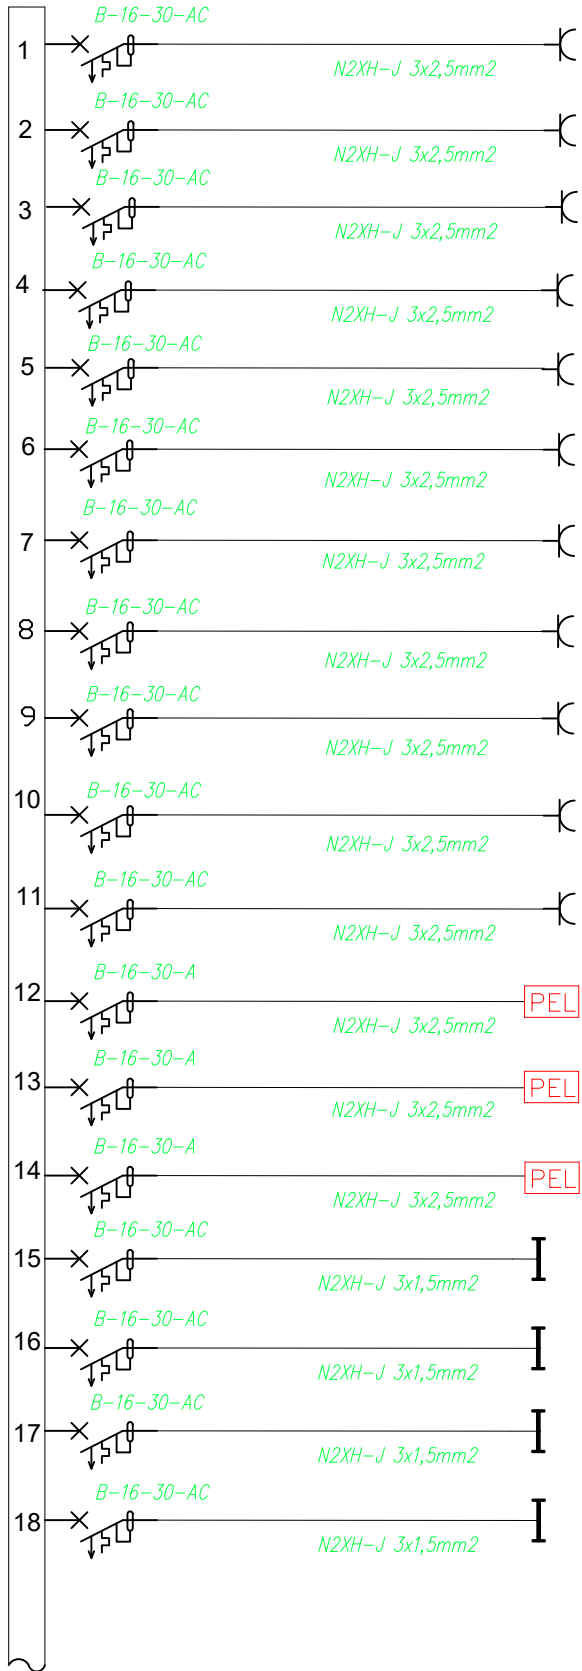 B-16-30-AC
1
N2XH-J 3x2,5mm2
B-16-30-AC
2
N2XH-J 3x2,5mm2
B-16-30-AC
3
N2XH-J 3x2,5mm2
B-16-30-AC
4
N2XH-J 3x2,5mm2
B-16-30-AC
5
N2XH-J 3x2,5mm2
B-16-30-AC
6
N2XH-J 3x2,5mm2
B-16-30-AC
7
N2XH-J 3x2,5mm2
B-16-30-AC
8
N2XH-J 3x2,5mm2
B-16-30-AC
9
N2XH-J 3x2,5mm2
B-16-30-AC
10
N2XH-J 3x2,5mm2
B-16-30-AC
11
N2XH-J 3x2,5mm2
B-16-30-A
12 PEL
N2XH-J 3x2,5mm2
B-16-30-A
13 PEL
N2XH-J 3x2,5mm2
B-16-30-A
14 PEL
N2XH-J 3x2,5mm2
B-16-30-AC
15
N2XH-J 3x1,5mm2
B-16-30-AC
16
N2XH-J 3x1,5mm2
B-16-30-AC
17
N2XH-J 3x1,5mm2
B-16-30-AC
18
N2XH-J 3x1,5mm2